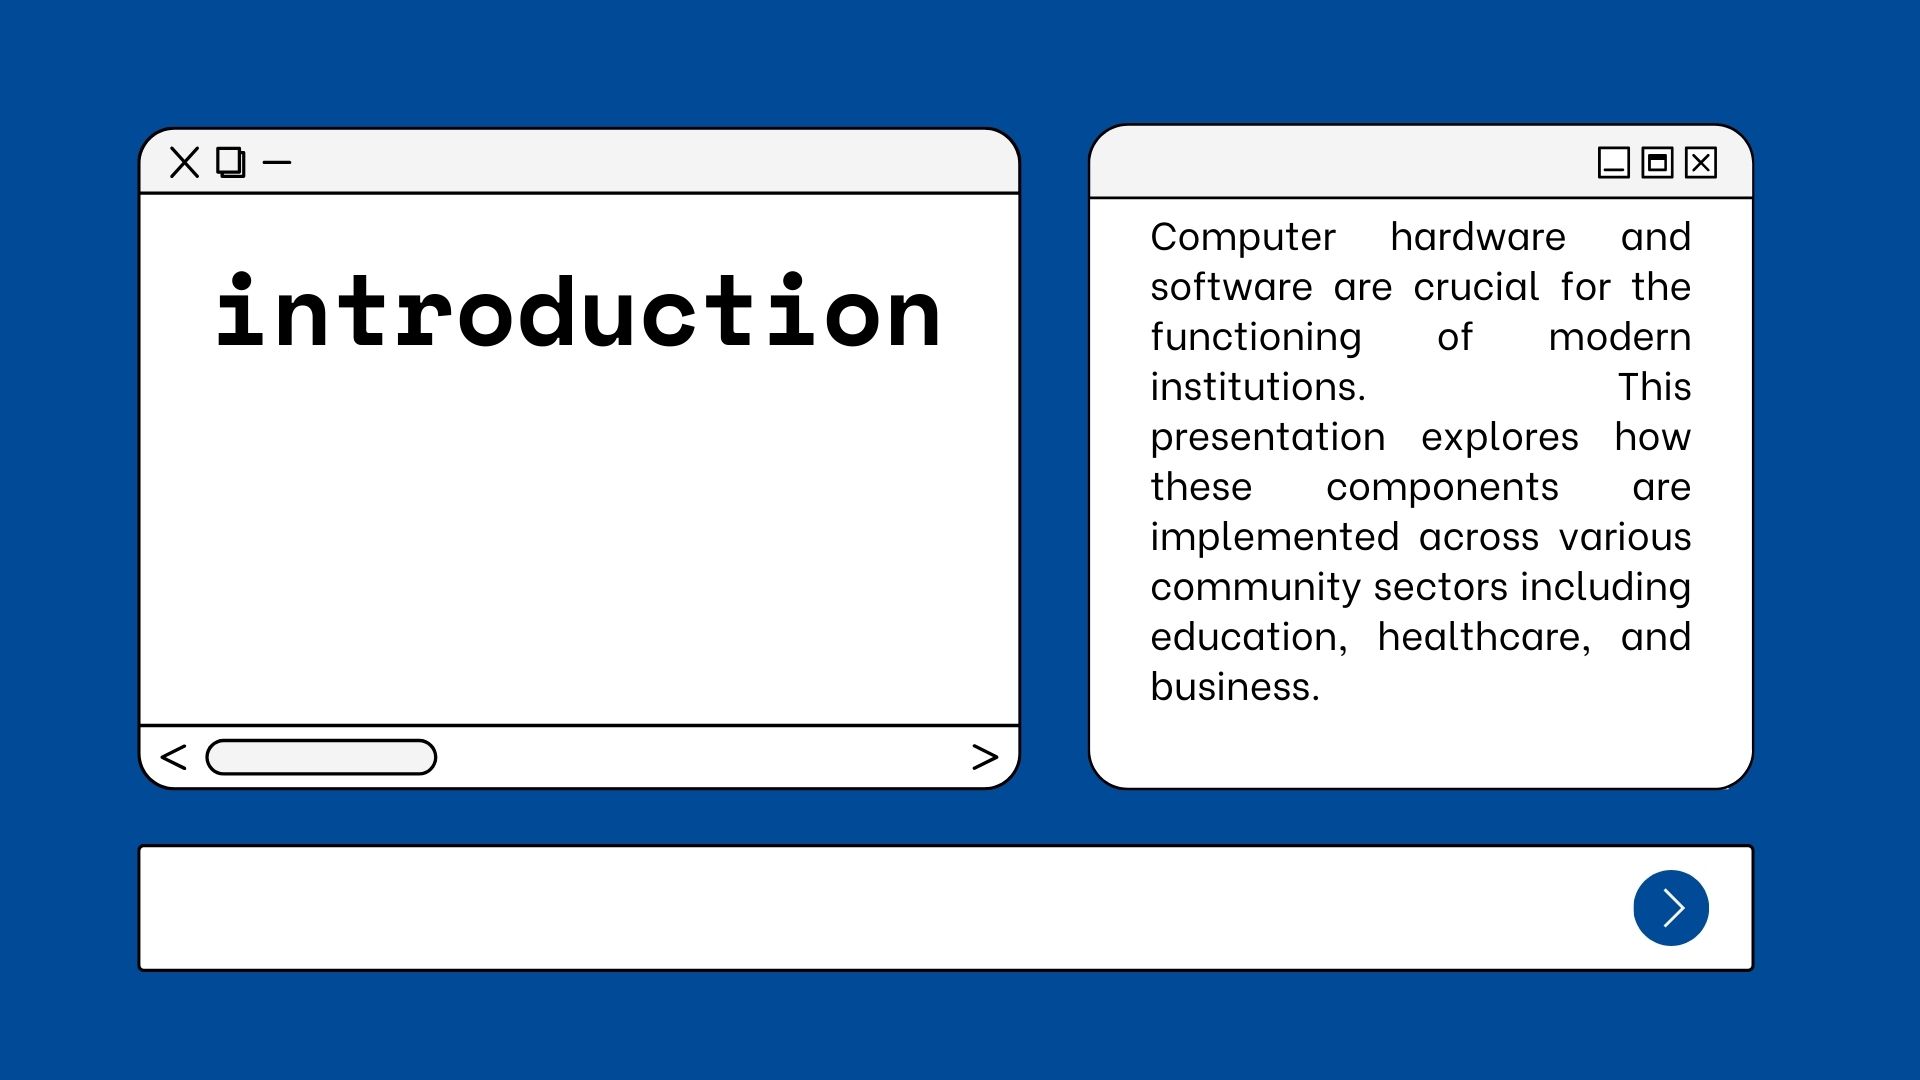 introduction
Computer hardware and
software are crucial for the
functioning of modern
institutions. This
presentation explores how
these components are
implemented across various
community sectors including
education, healthcare, and
business.